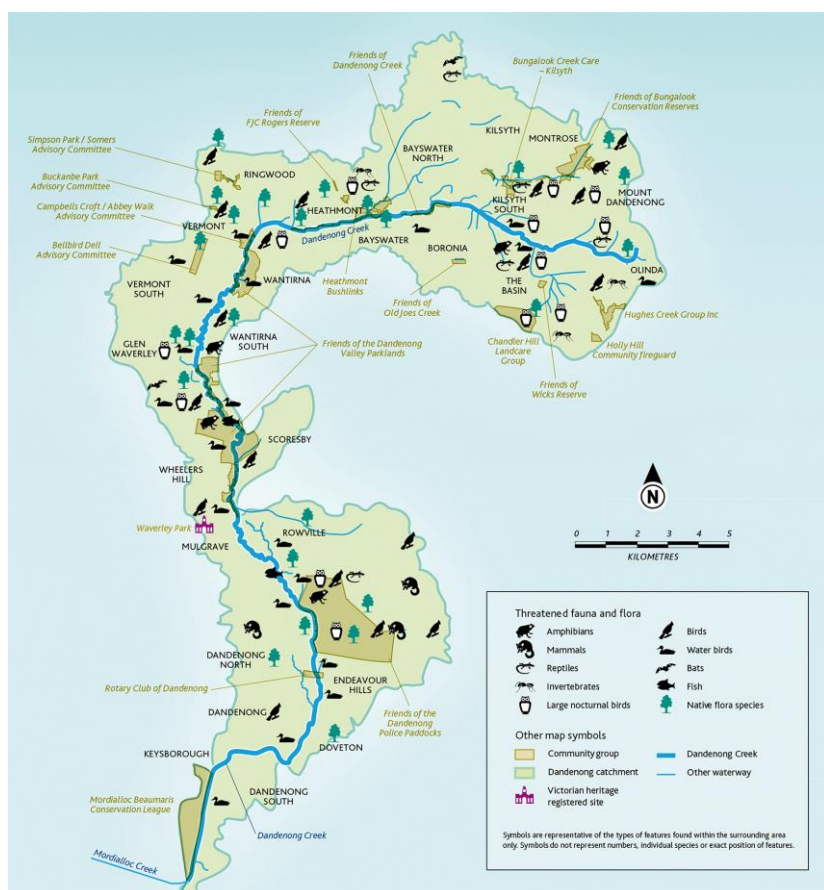 Friends of
Dandenong Creek
Bungalook Creek Care
– Kilsyth
Friends of Bungalook
Conservation Reserves
Friends of
FJC Rogers Reserve
Simpson Park / Somers
Advisory Committee
Buckanbe Park
Advisory Committee
Campbells Croft / Abbey Walk
Advisory Committee
Bellbird Dell
Advisory Committee
KILSYTH
MONTROSE
BAYSWATER
NORTH
RINGWOOD
HEATHMONT
KILSYTH
SOUTH
MOUNT
DANDENONG
VERMONT
Dandenong Creek
BAYSWATER
BORONIA
OLINDA
VERMONT
SOUTH
WANTIRNA
Heathmont
Bushlinks
THE
BASIN
Friends of
Old Joes Creek
Hughes Creek Group Inc
Chandler Hill
Landcare
Group
Holly Hill
Community fireguard
Friends of
Wicks Reserve
GLEN
WAVERLEY
WANTIRNA
SOUTH
Friends of the Dandenong
Valley Parklands
SCORESBY
WHEELERS
HILL
Waverley Park
MULGRAVE
ROWVILLE
DANDENONG
NORTH
Rotary Club of Dandenong
ENDEAVOUR
HILLS
DANDENONG
Friends of the
Dandenong
Police Paddocks
KEYSBOROUGH
DOVETON
Mordialloc Beaumaris
Conservation League
DANDENONG
SOUTH
Dandenong Creek
Mordialloc Creek
N
0 1 2 3 4 5
KILOMETRES
Threatened fauna and flora
Amphibians
Birds
Mammals
Water birds
Reptiles
Bats
Invertebrates
Fish
Large nocturnal birds
Native flora species
Other map symbols
Community group
Dandenong Creek
Dandenong catchment
Other waterway
Victorian heritage
registered site
Symbols are representative of the types of features found within the surrounding area
only. Symbols do not represent numbers, individual species or exact position of features.